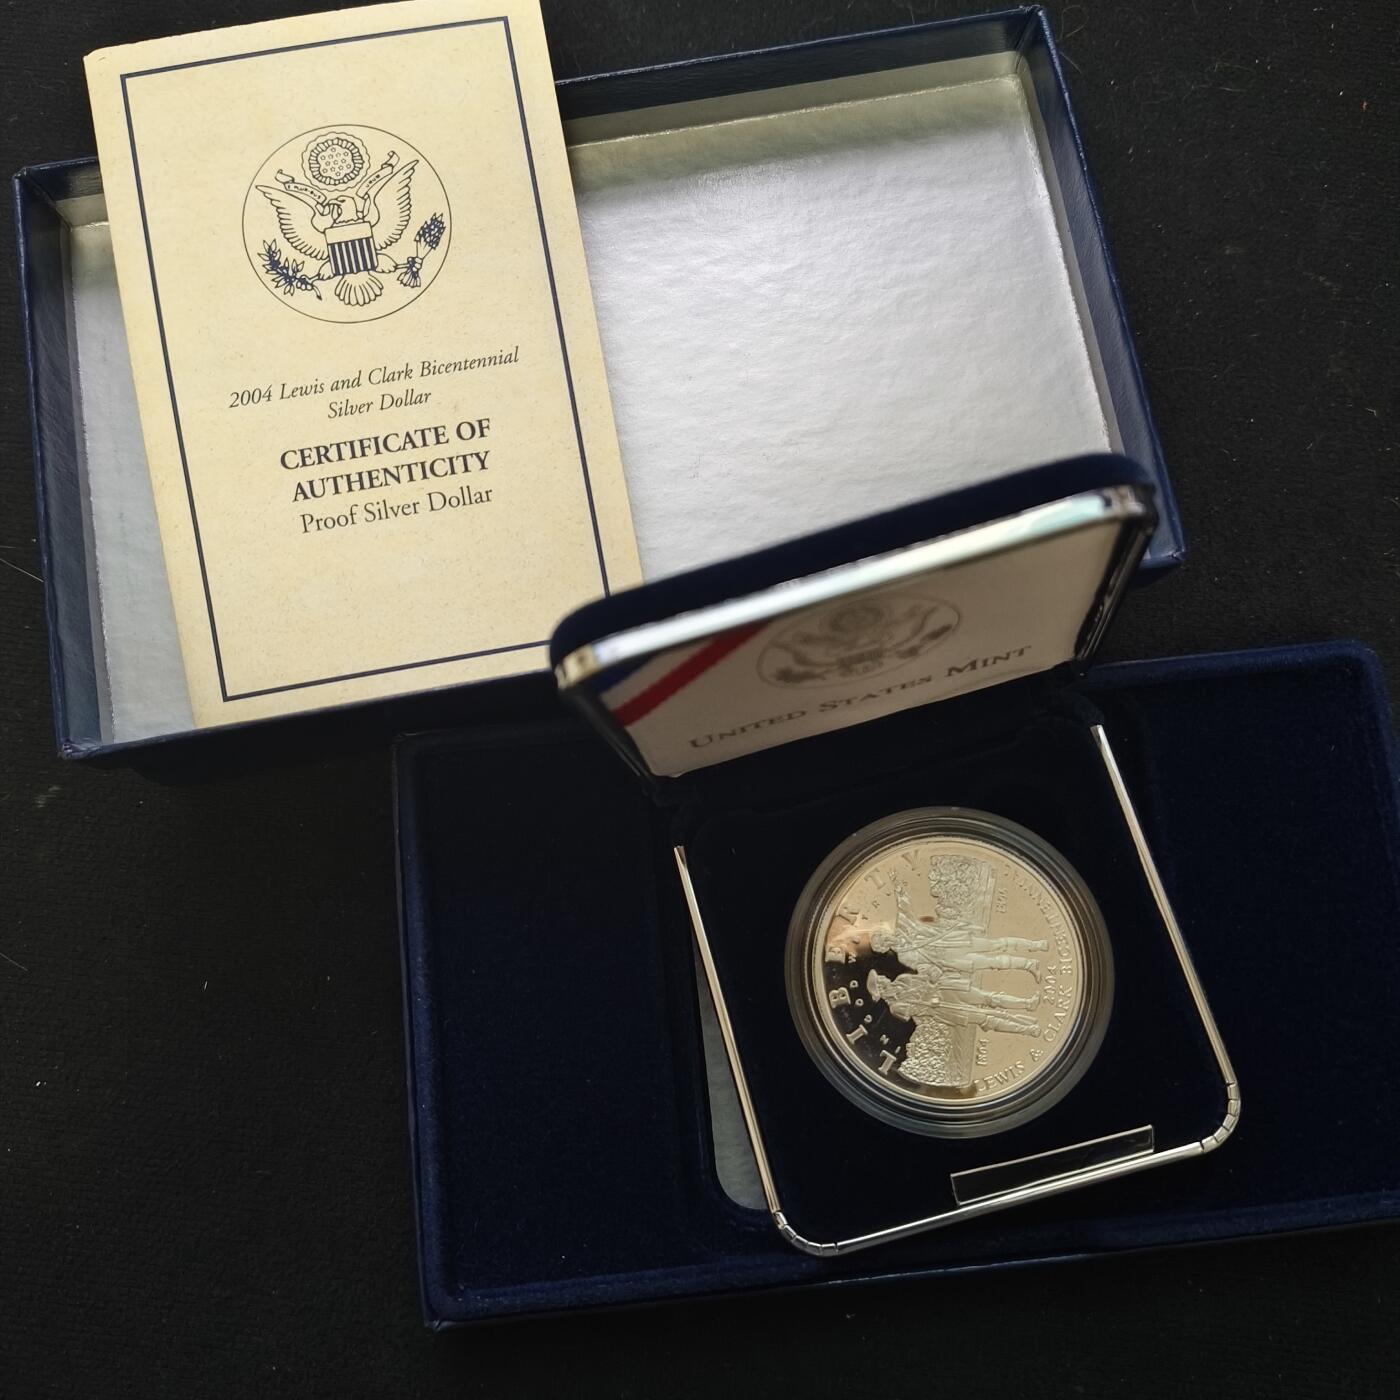 2004 Lewis and Clark Bicentennial
Silver Dollar
CERTIFICATE OF
AUTHENTICITY
Proof Silver Dollar
UNITED STATES MINT
LIBERTY
1804
1806
2004
LEWIS & CLARK BICENTENNIAL